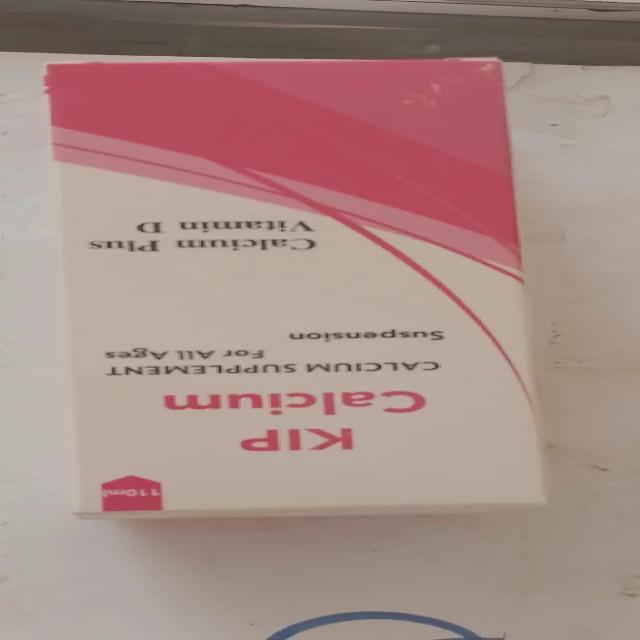 110ml
KIP
Calcium
CALCIUM SUPPLEMENT
For All Ages
Suspension
Calcium Plus
Vitamin D